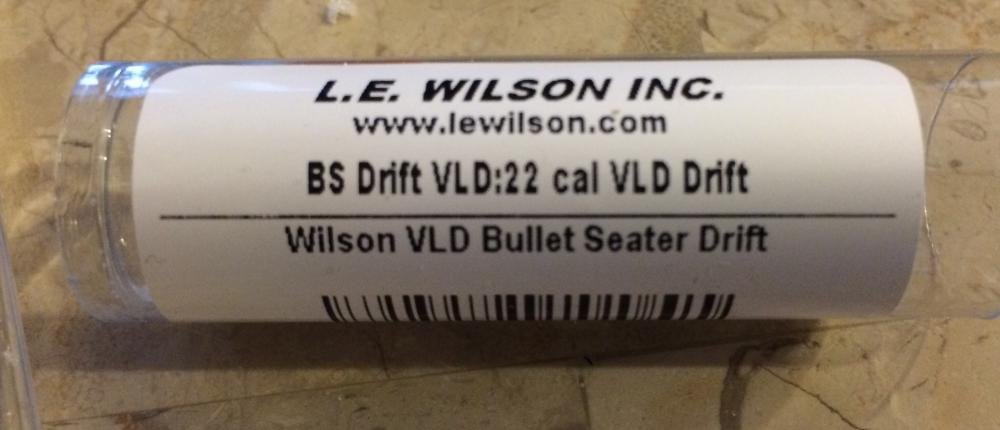 L.E. WILSON INC.
www.lewilson.com
BS Drift VLD:22 cal VLD Drift
Wilson VLD Bullet Seater Drift